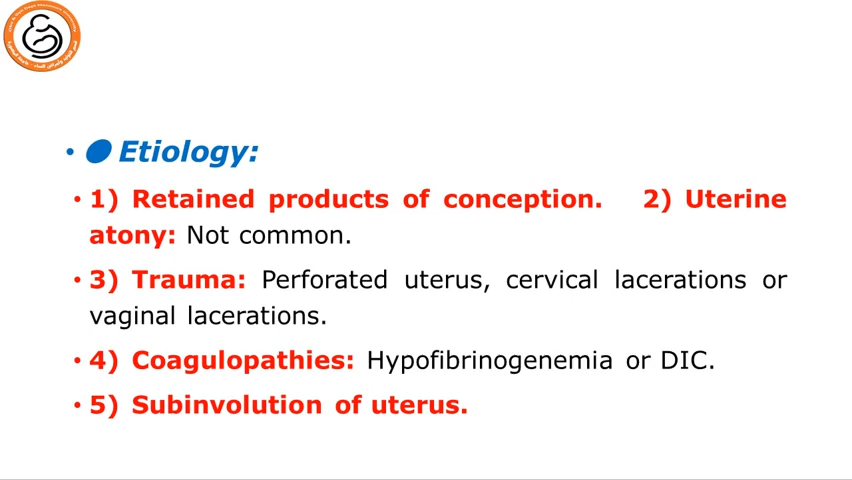 • ● Etiology:
• 1) Retained products of conception. 2) Uterine
atony: Not common.
• 3) Trauma: Perforated uterus, cervical lacerations or
vaginal lacerations.
• 4) Coagulopathies: Hypofibrinogenemia or DIC.
• 5) Subinvolution of uterus.